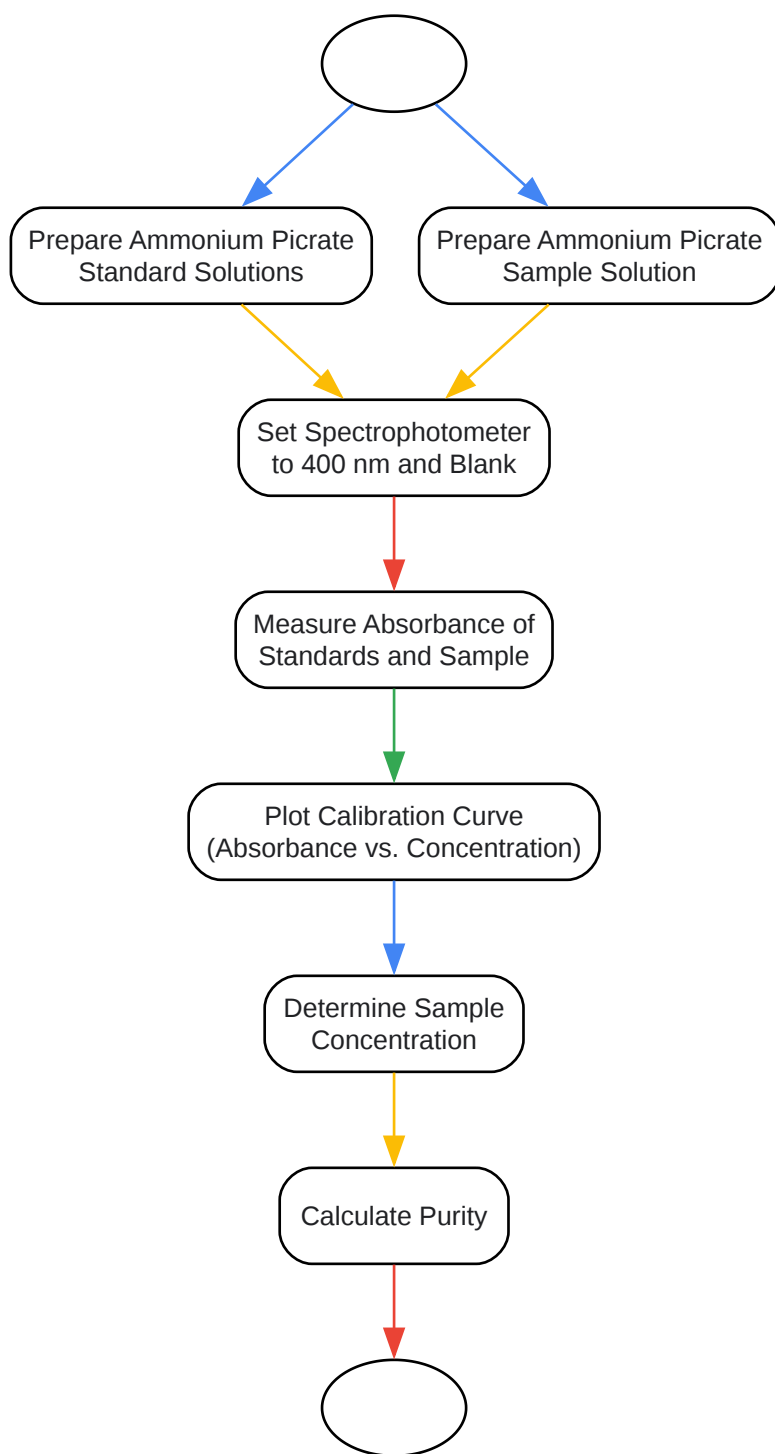 Prepare Ammonium Picrate
Standard Solutions
Prepare Ammonium Picrate
Sample Solution
Set Spectrophotometer
to 400 nm and Blank
Measure Absorbance of
Standards and Sample
Plot Calibration Curve
(Absorbance vs. Concentration)
Determine Sample
Concentration
Calculate Purity